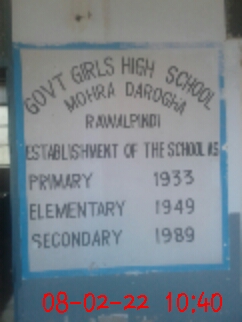 GOVT GIRLS HIGH SCHOOL
MOHRA DAROGHA
RAWALPINDI
ESTABLISHMENT OF THE SCHOOL AS
PRIMARY 1933
ELEMENTARY 1949
SECONDARY 1989
08-02-22 10:40